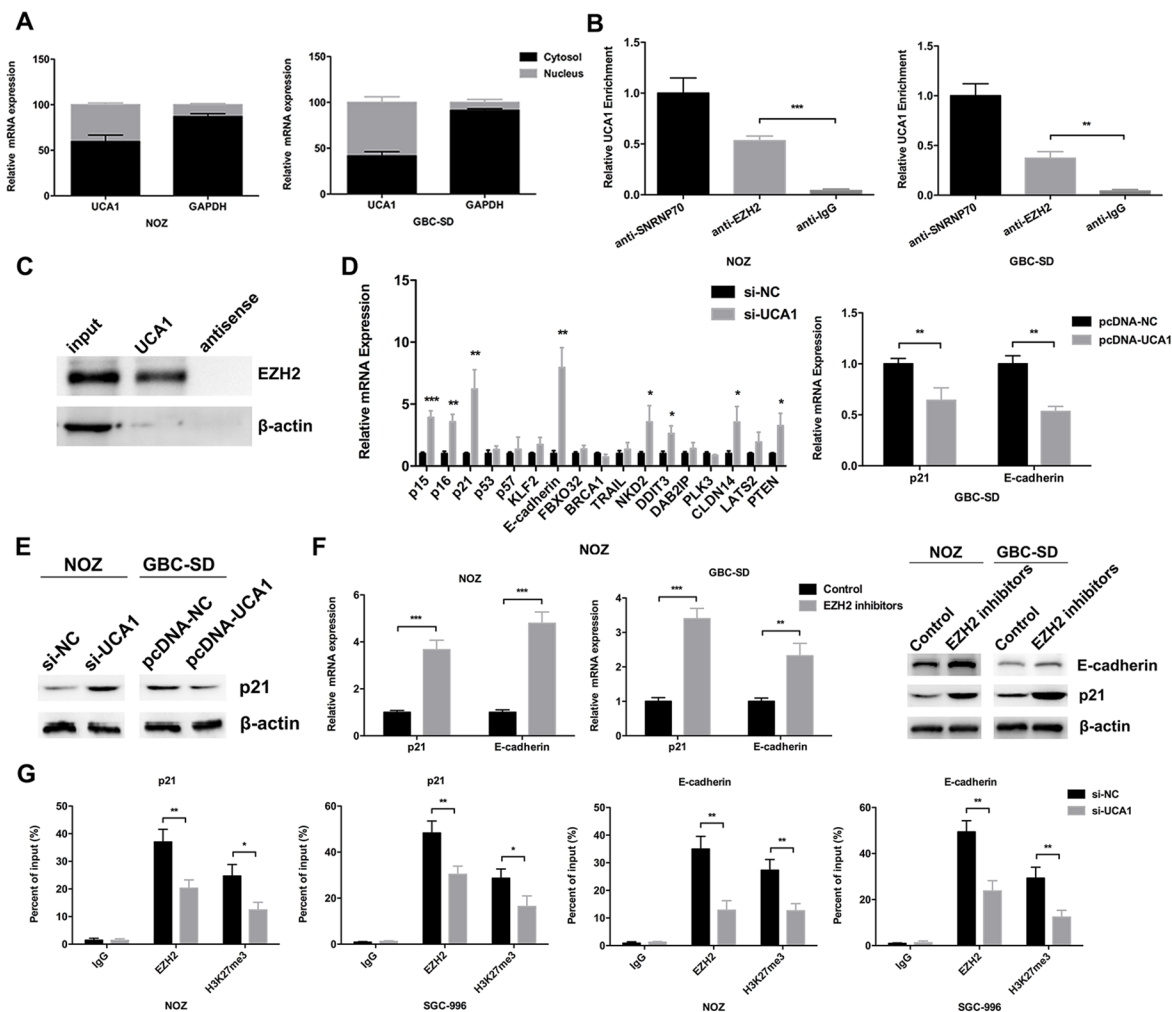 A
Relative mRNA expression
150
100
50
0
UCA1 GAPDH
NOZ
Relative mRNA expression
150
100
50
0
UCA1 GAPDH
GBC-SD
Cytosol
Nucleus
B
Relative UCA1 Enrichment
1.5
1.0
0.5
0.0
***
anti-SNRNP70 anti-EZH2 anti-IgG
NOZ
Relative UCA1 Enrichment
1.5
1.0
0.5
0.0
**
anti-SNRNP70 anti-EZH2 anti-IgG
GBC-SD
C
input UCA1 antisense
EZH2
β-actin
D
Relative mRNA Expression
15
10
5
0
si-NC
si-UCA1
*** ** ** ** * * * *
p15 p16 p21 p53 p57 KLF2 E-cadherin FBXO32 BRCA1 TRAIL NKD2 DDIT3 DAB2IP PLK3 CLDN14 LATS2 PTEN
NOZ
Relative mRNA Expression
1.5
1.0
0.5
0.0
** **
pcDNA-NC
pcDNA-UCA1
p21 E-cadherin
GBC-SD
E
NOZ GBC-SD
si-NC si-UCA1 pcDNA-NC pcDNA-UCA1
p21
β-actin
F
NOZ
Relative mRNA expression
6
4
2
0
*** ***
p21 E-cadherin
GBC-SD
Relative mRNA expression
6
4
2
0
*** **
p21 E-cadherin
Control
EZH2 inhibitors
NOZ GBC-SD
Control EZH2 inhibitors Control EZH2 inhibitors
E-cadherin
p21
β-actin
G
p21
Percent of input (%)
60
40
20
0
** *
IgG EZH2 H3K27me3
NOZ
p21
Percent of input (%)
60
40
20
0
** *
IgG EZH2 H3K27me3
SGC-996
E-cadherin
Percent of input (%)
50
40
30
20
10
0
** **
IgG EZH2 H3K27me3
NOZ
E-cadherin
Percent of input (%)
60
40
20
0
** **
IgG EZH2 H3K27me3
SGC-996
si-NC
si-UCA1